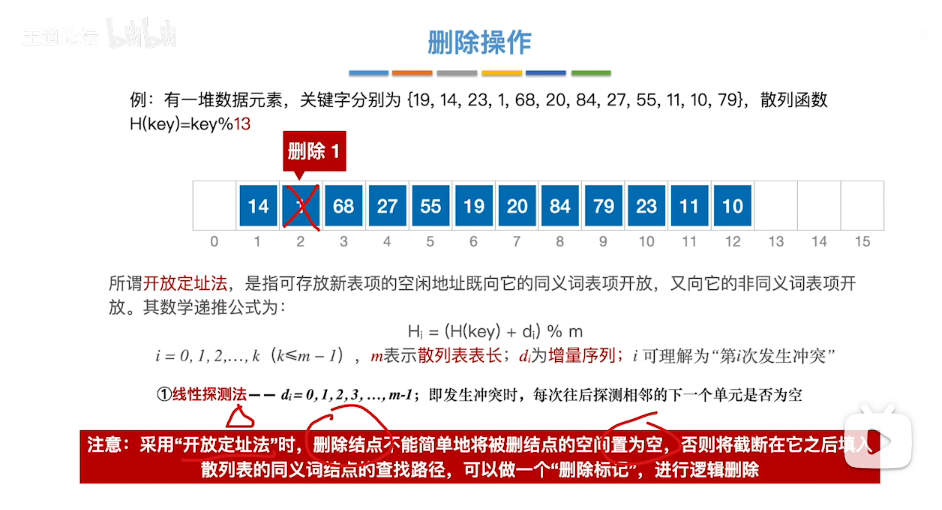 王道论坛 bilibili
删除操作
例：有一堆数据元素，关键字分别为 {19, 14, 23, 1, 68, 20, 84, 27, 55, 11, 10, 79}，散列函数
H(key)=key%13
删除 1
14 1 68 27 55 19 20 84 79 23 11 10
0 1 2 3 4 5 6 7 8 9 10 11 12 13 14 15
所谓开放定址法，是指可存放新表项的空闲地址既向它的同义词表项开放，又向它的非同义词表项开
放。其数学递推公式为：
Hᵢ = (H(key) + dᵢ) % m
i = 0, 1, 2,…, k（k≤m − 1），m表示散列表表长；dᵢ为增量序列；i 可理解为“第i次发生冲突”
①线性探测法—— dᵢ = 0, 1, 2, 3, …, m-1；即发生冲突时，每次往后探测相邻的下一个单元是否为空
注意：采用“开放定址法”时，删除结点不能简单地将被删结点的空间置为空，否则将截断在它之后填入
散列表的同义词结点的查找路径，可以做一个“删除标记”，进行逻辑删除